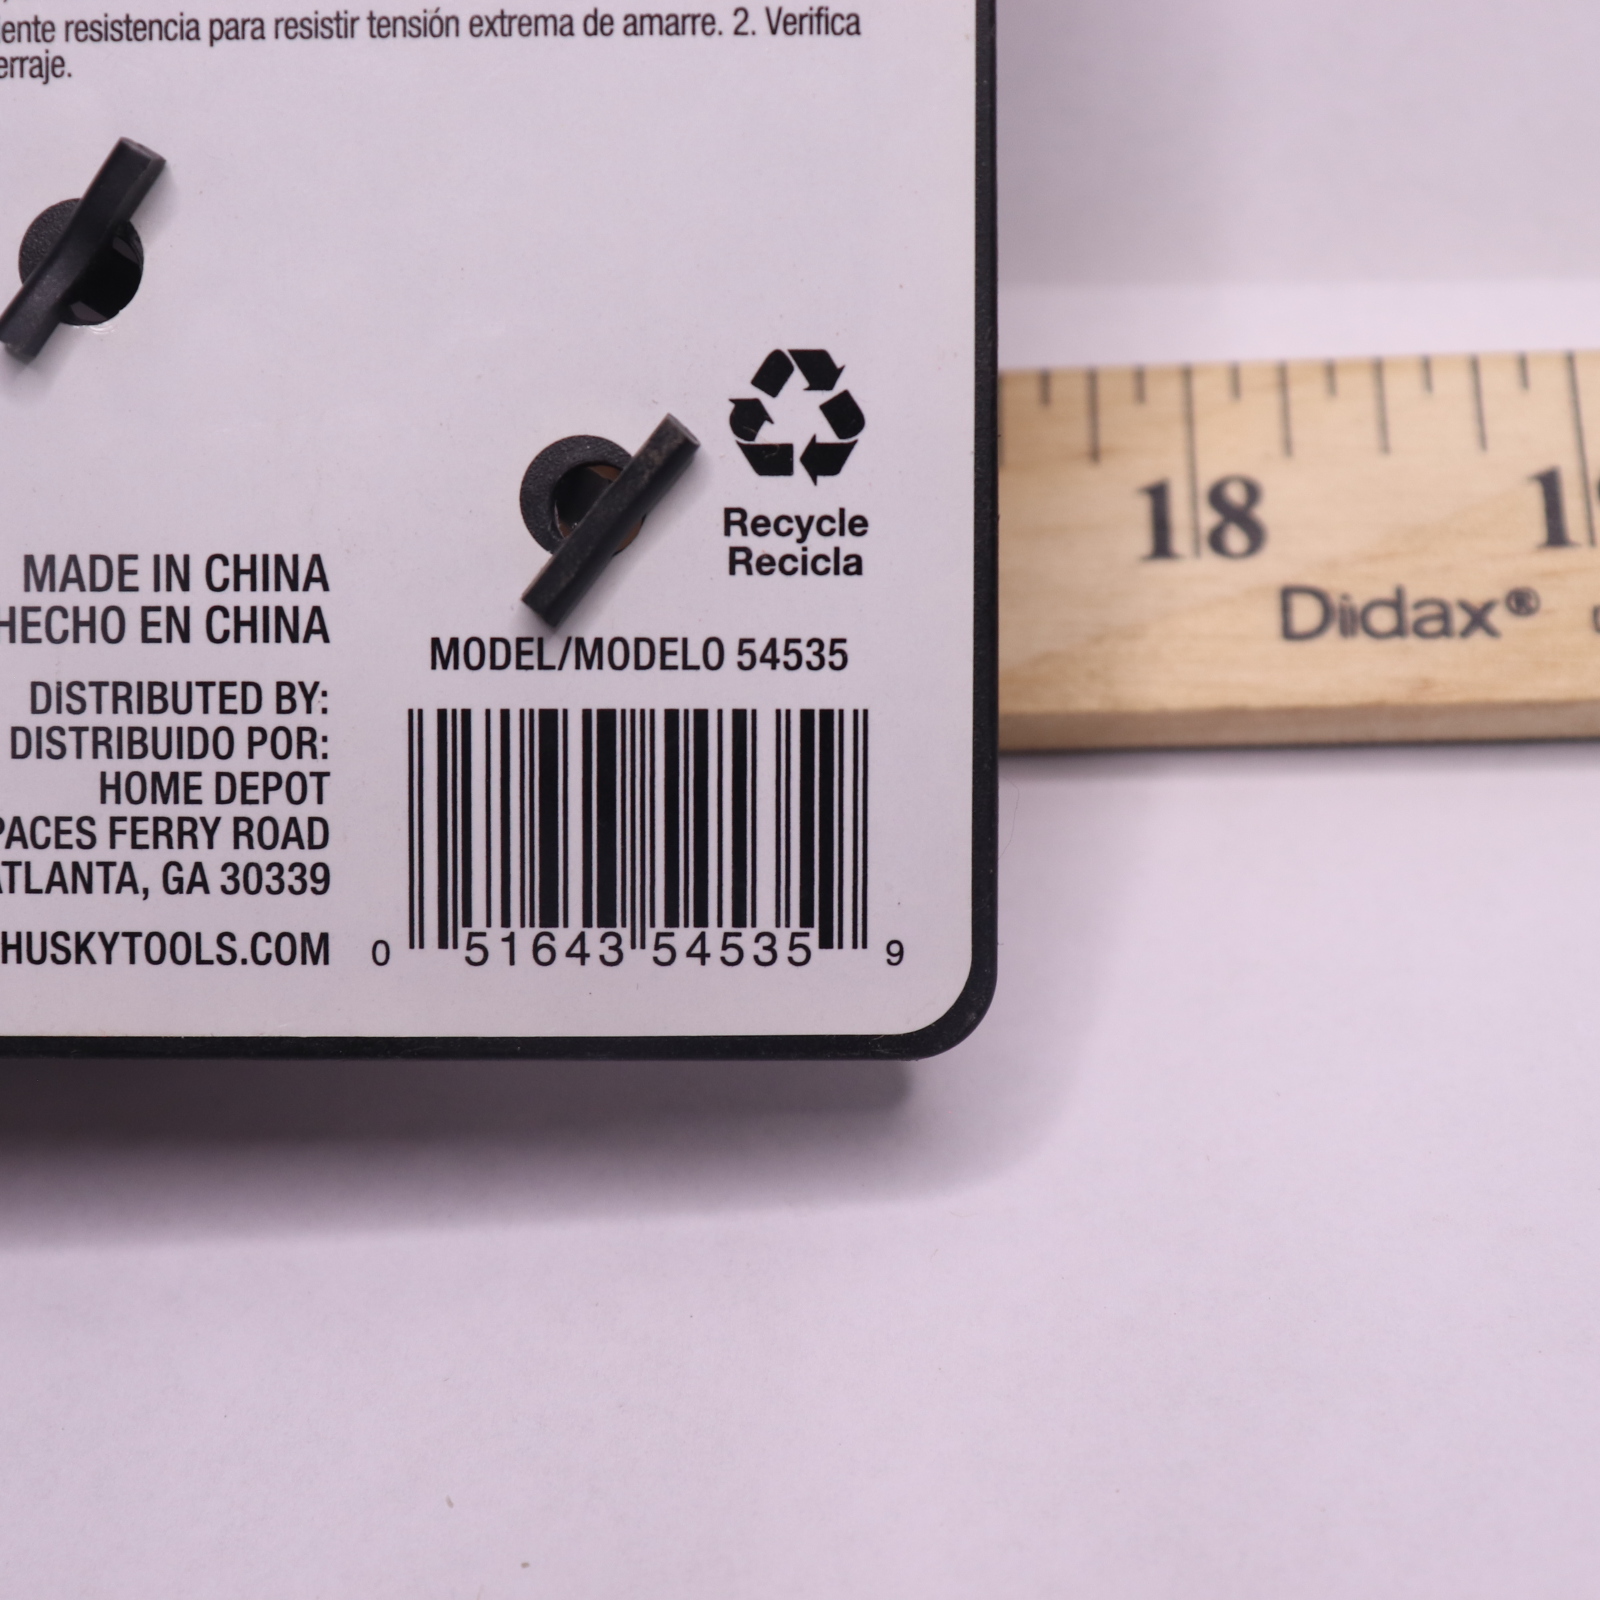 resistencia para resistir tensión extrema de amarre. 2. Verifica
Recycle
Recicla
MADE IN CHINA
HECHO EN CHINA
MODEL/MODELO 54535
DISTRIBUTED BY:
DISTRIBUIDO POR:
HOME DEPOT
PACES FERRY ROAD
ATLANTA, GA 30339
HUSKYTOOLS.COM
0 51643 54535 9
18
Didax®